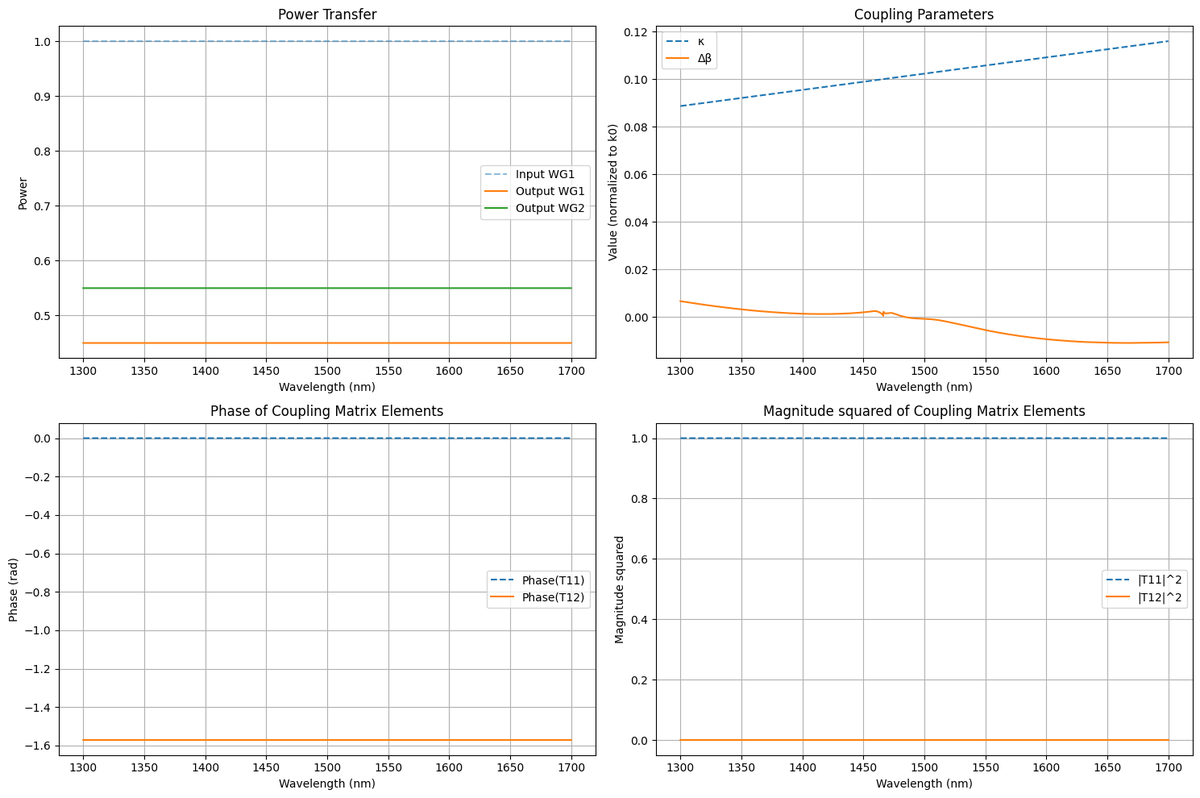 Power Transfer
1.0
0.9
0.8
0.7
0.6
0.5
Power
Input WG1
Output WG1
Output WG2
1300 1350 1400 1450 1500 1550 1600 1650 1700
Wavelength (nm)
Coupling Parameters
0.12
0.10
0.08
0.06
0.04
0.02
0.00
Value (normalized to k0)
κ
Δβ
1300 1350 1400 1450 1500 1550 1600 1650 1700
Wavelength (nm)
Phase of Coupling Matrix Elements
0.0
−0.2
−0.4
−0.6
−0.8
−1.0
−1.2
−1.4
−1.6
Phase (rad)
Phase(T11)
Phase(T12)
1300 1350 1400 1450 1500 1550 1600 1650 1700
Wavelength (nm)
Magnitude squared of Coupling Matrix Elements
1.0
0.8
0.6
0.4
0.2
0.0
Magnitude squared
|T11|^2
|T12|^2
1300 1350 1400 1450 1500 1550 1600 1650 1700
Wavelength (nm)